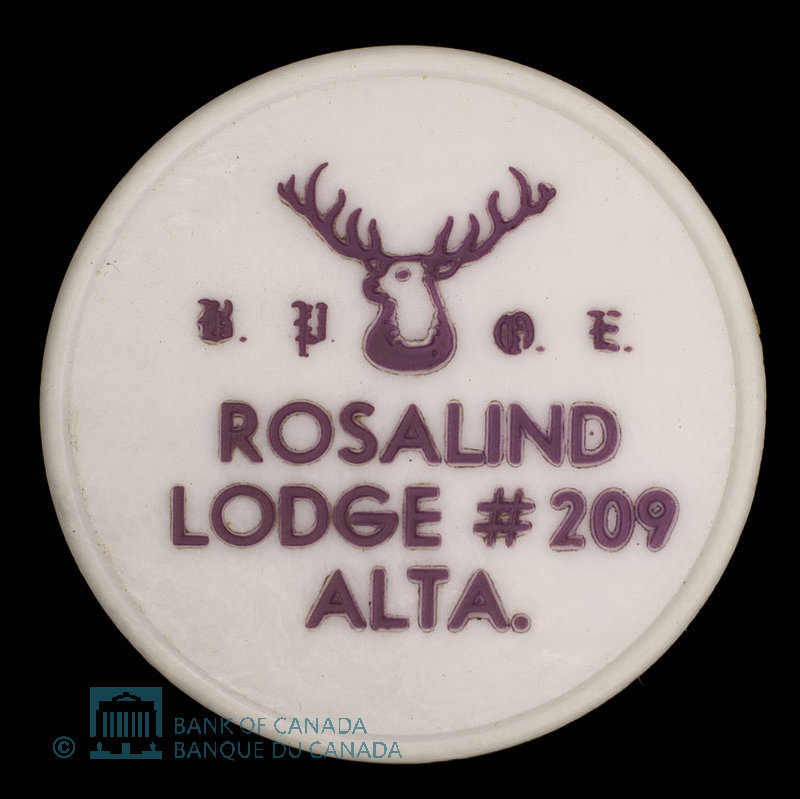 B. P. O. E.
ROSALIND
LODGE # 209
ALTA.
© BANK OF CANADA
BANQUE DU CANADA